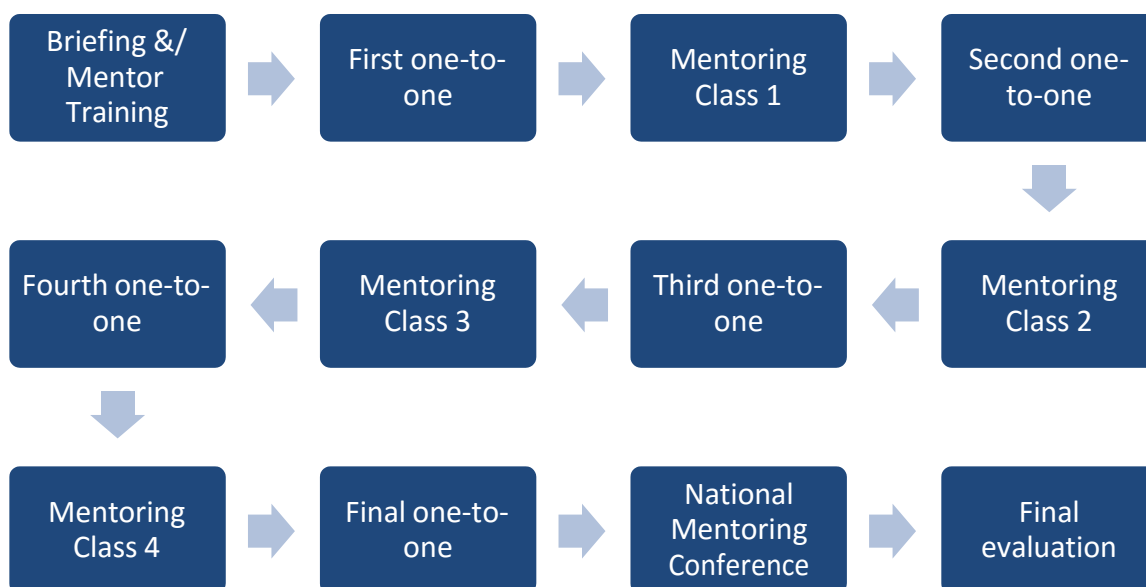 Briefing &/
Mentor
Training
First one-to-
one
Mentoring
Class 1
Second one-
to-one
Mentoring
Class 2
Third one-to-
one
Mentoring
Class 3
Fourth one-to-
one
Mentoring
Class 4
Final one-to-
one
National
Mentoring
Conference
Final
evaluation